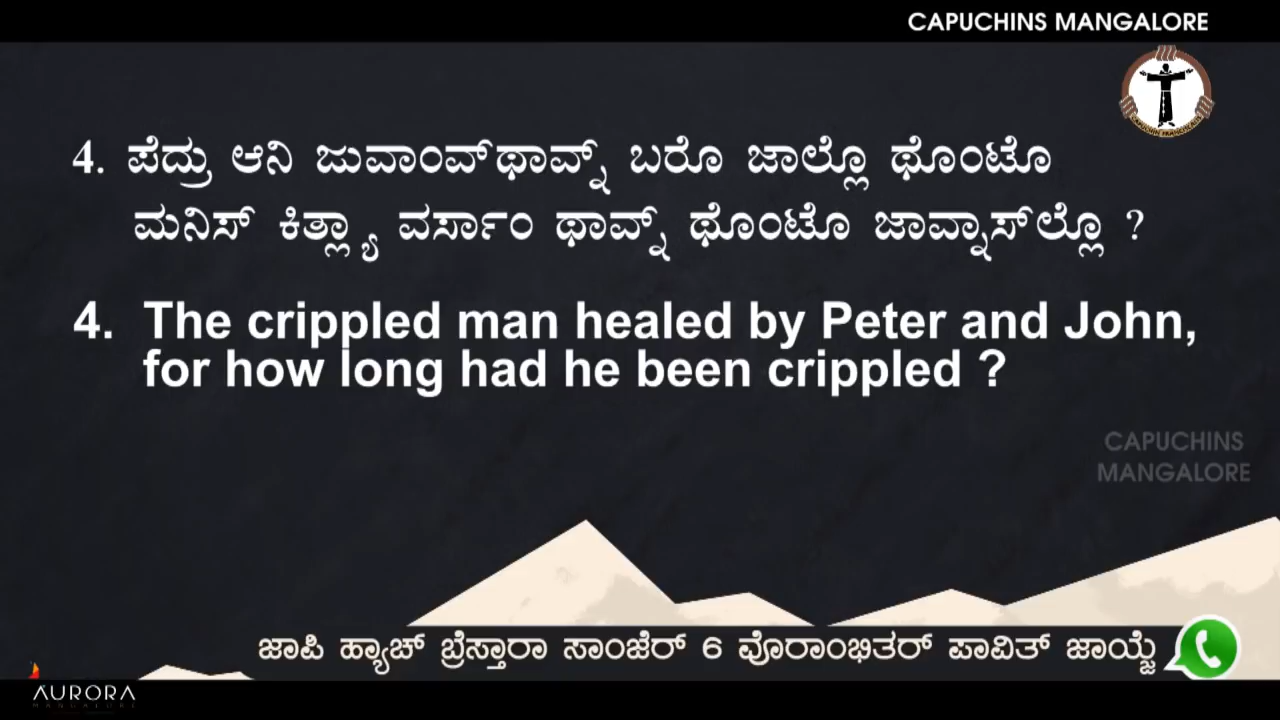 CAPUCHINS MANGALORE
4. ಪೆದ್ರು ಆನಿ ಜುವಾಂವ್‌ಥಾವ್ನ್ ಬರೊ ಜಾಲ್ಲೊ ಥೊಂಟೊ
ಮನಿಸ್ ಕಿತ್ಲ್ಯಾ ವರ್ಸಾಂ ಥಾವ್ನ್ ಥೊಂಟೊ ಜಾವ್ನಾಸ್‌ಲ್ಲೊ ?
4. The crippled man healed by Peter and John,
for how long had he been crippled ?
CAPUCHINS
MANGALORE
ಜಾಪಿ ಹ್ಯಾಚ್ ಬ್ರೆಸ್ತಾರಾ ಸಾಂಜೆರ್ 6 ವೊರಾಂಭಿತರ್ ಪಾವಿತ್ ಜಾಯ್ಜೆ
AURORA
MANGALORE